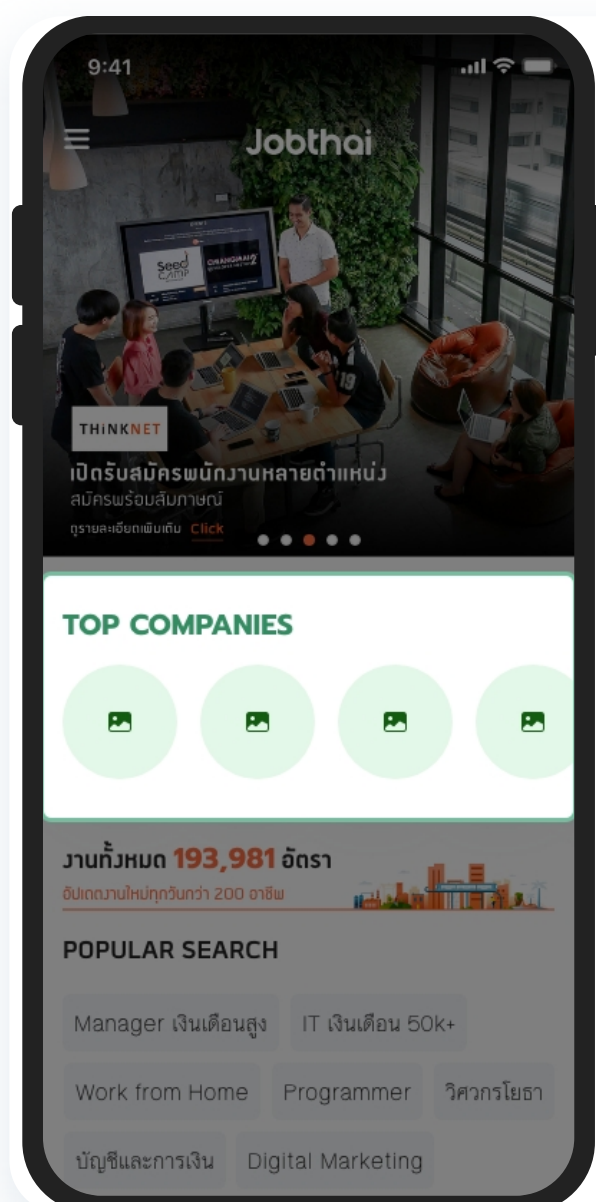 9:41
Jobthai
Seed
CAMP
CHIANGMAI
THiNKNET
เปิดรับสมัครพนักงานหลายตำแหน่ง
สมัครพร้อมสัมภาษณ์
ดูรายละเอียดเพิ่มเติม Click
TOP COMPANIES
งานทั้งหมด 193,981 อัตรา
อัปเดตงานใหม่ทุกวันกว่า 200 อาชีพ
POPULAR SEARCH
Manager เงินเดือนสูง IT เงินเดือน 50k+
Work from Home Programmer วิศวกรโยธา
บัญชีและการเงิน Digital Marketing